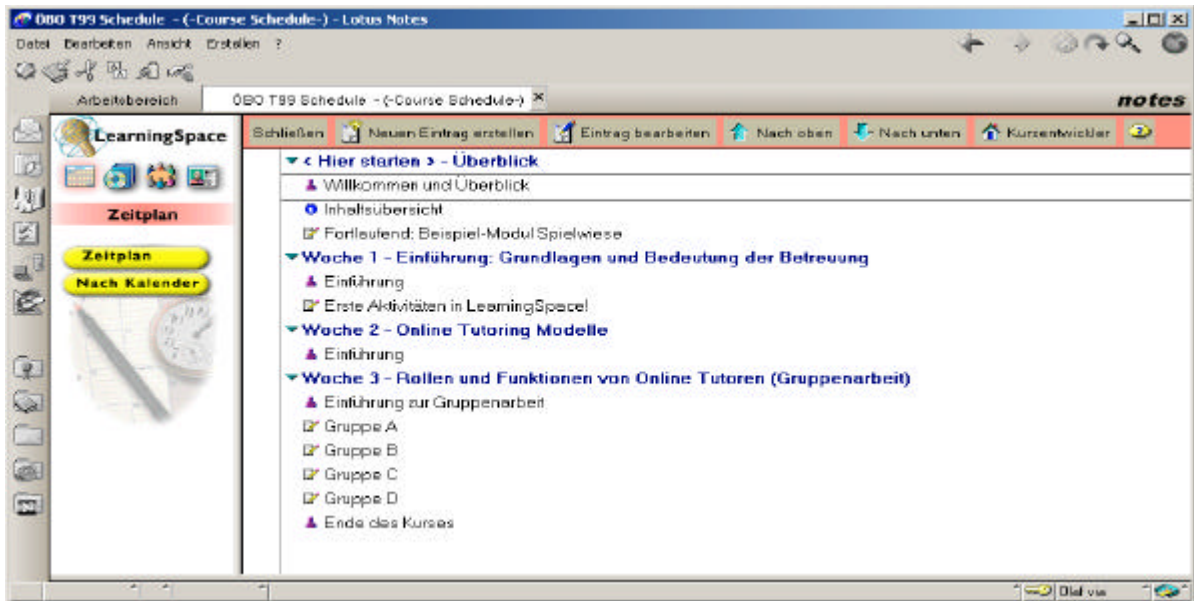 ÖBO T99 Schedule - (-Course Schedule-) - Lotus Notes
Datei Bearbeiten Ansicht Erstellen ?
Arbeitsbereich ÖBO T99 Schedule - (-Course Schedule-) notes
LearningSpace
Schließen Neuen Eintrag erstellen Eintrag bearbeiten Nach oben Nach unten Kursentwickler ?
Zeitplan
Zeitplan
Nach Kalender
< Hier starten > - Überblick
Willkommen und Überblick
Inhaltsübersicht
Fortlaufend: Beispiel-Modul Spielwiese
Woche 1 - Einführung: Grundlagen und Bedeutung der Betreuung
Einführung
Erste Aktivitäten in LearningSpace!
Woche 2 - Online Tutoring Modelle
Einführung
Woche 3 - Rollen und Funktionen von Online Tutoren (Gruppenarbeit)
Einführung zur Gruppenarbeit
Gruppe A
Gruppe B
Gruppe C
Gruppe D
Ende des Kurses